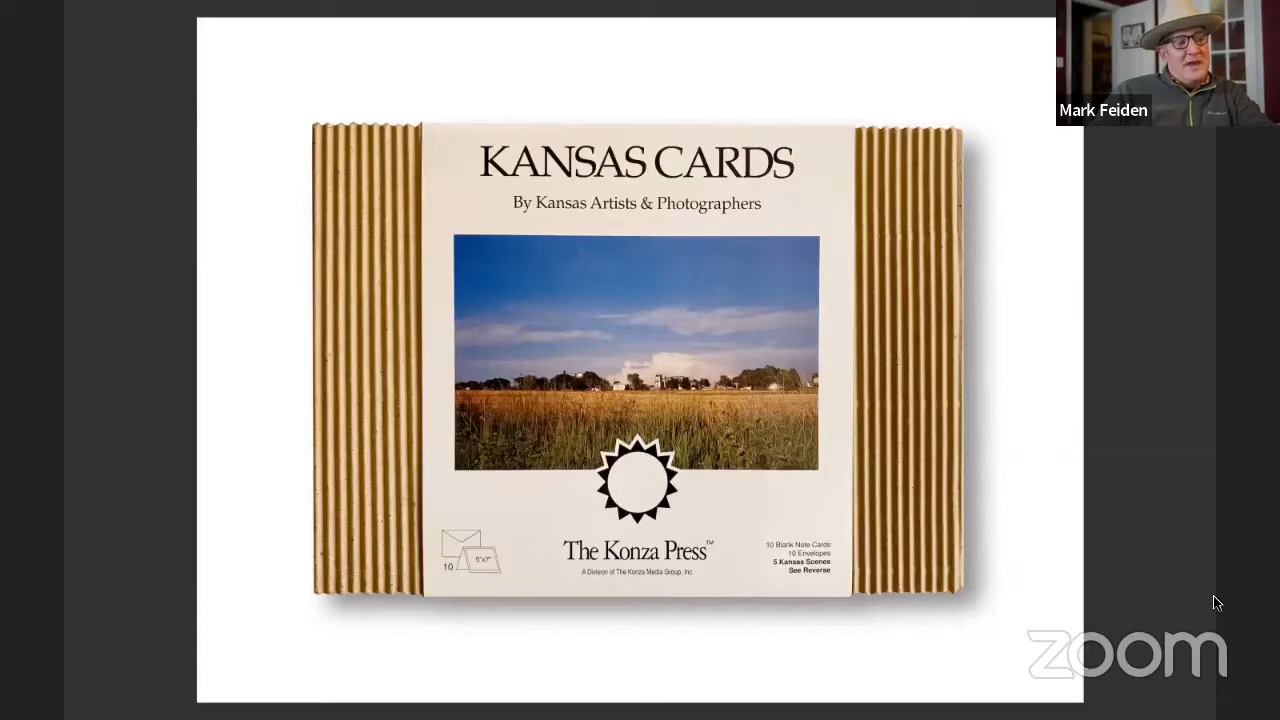 Mark Feiden
KANSAS CARDS
By Kansas Artists & Photographers
10
5"x7"
The Konza Press™
A Division of The Konza Media Group, Inc.
10 Blank Note Cards
10 Envelopes
5 Kansas Scenes
See Reverse
zoom